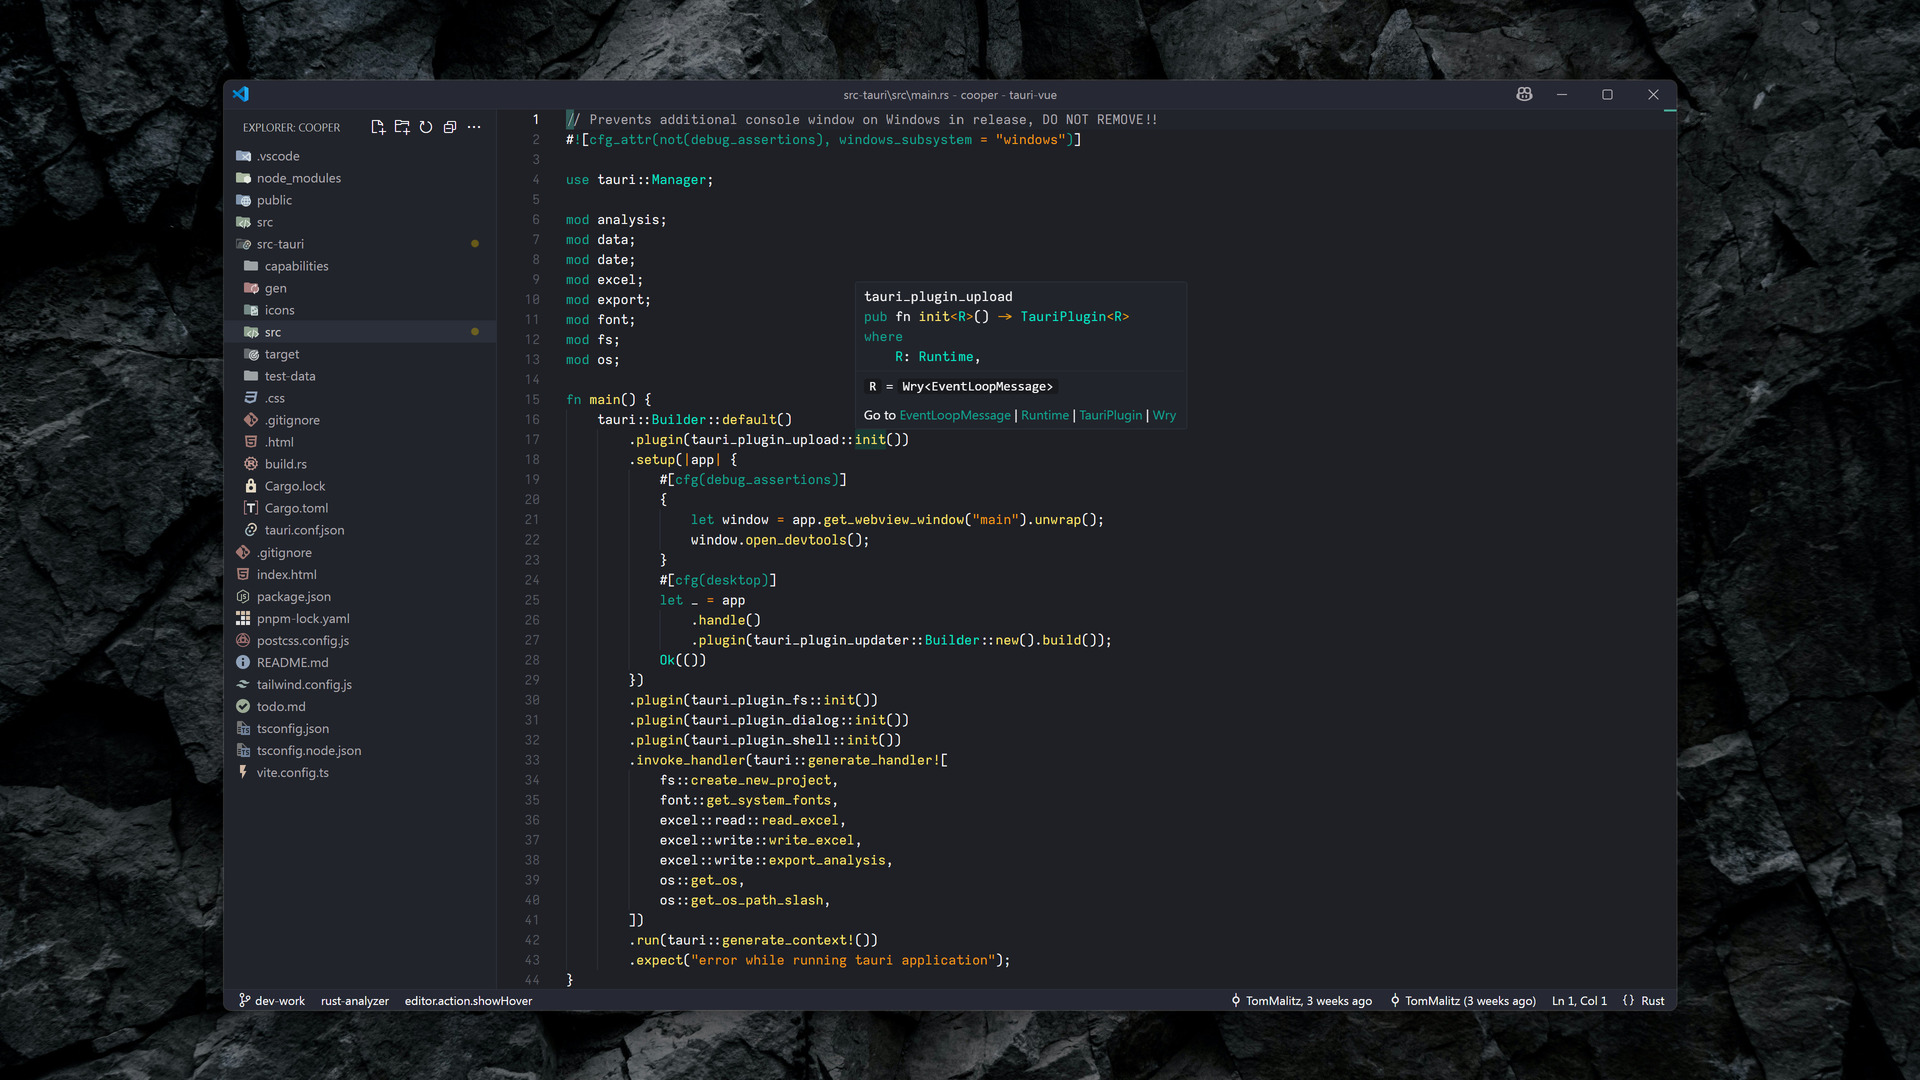 src-tauri\src\main.rs - cooper - tauri-vue
EXPLORER: COOPER
.vscode
node_modules
public
src
src-tauri
capabilities
gen
icons
src
target
test-data
.css
.gitignore
.html
build.rs
Cargo.lock
Cargo.toml
tauri.conf.json
.gitignore
index.html
package.json
pnpm-lock.yaml
postcss.config.js
README.md
tailwind.config.js
todo.md
tsconfig.json
tsconfig.node.json
vite.config.ts
1 // Prevents additional console window on Windows in release, DO NOT REMOVE!!
2 #![cfg_attr(not(debug_assertions), windows_subsystem = "windows")]
3
4 use tauri::Manager;
5
6 mod analysis;
7 mod data;
8 mod date;
9 mod excel;
10 mod export;
11 mod font;
12 mod fs;
13 mod os;
14
15 fn main() {
16 tauri::Builder::default()
17 .plugin(tauri_plugin_upload::init())
18 .setup(|app| {
19 #[cfg(debug_assertions)]
20 {
21 let window = app.get_webview_window("main").unwrap();
22 window.open_devtools();
23 }
24 #[cfg(desktop)]
25 let _ = app
26 .handle()
27 .plugin(tauri_plugin_updater::Builder::new().build());
28 Ok(())
29 })
30 .plugin(tauri_plugin_fs::init())
31 .plugin(tauri_plugin_dialog::init())
32 .plugin(tauri_plugin_shell::init())
33 .invoke_handler(tauri::generate_handler![
34 fs::create_new_project,
35 font::get_system_fonts,
36 excel::read::read_excel,
37 excel::write::write_excel,
38 excel::write::export_analysis,
39 os::get_os,
40 os::get_os_path_slash,
41 ])
42 .run(tauri::generate_context!())
43 .expect("error while running tauri application");
44 }
tauri_plugin_upload
pub fn init<R>() -> TauriPlugin<R>
where
R: Runtime,
R = Wry<EventLoopMessage>
Go to EventLoopMessage | Runtime | TauriPlugin | Wry
dev-work rust-analyzer editor.action.showHover TomMalitz, 3 weeks ago TomMalitz (3 weeks ago) Ln 1, Col 1 {} Rust